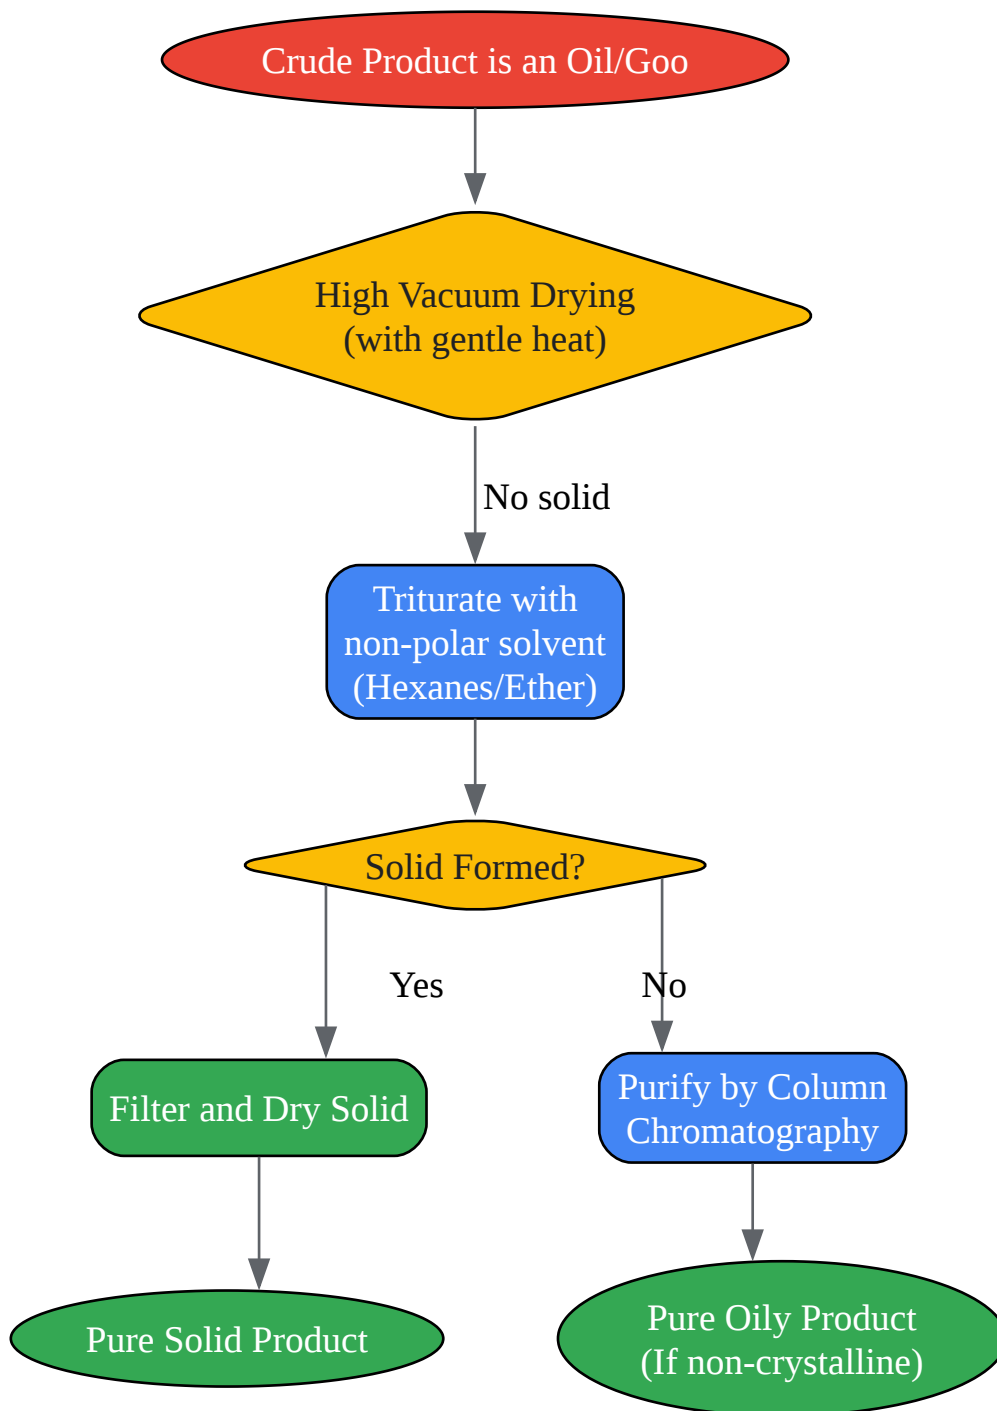 Crude Product is an Oil/Goo
High Vacuum Drying
(with gentle heat)
No solid
Triturate with
non-polar solvent
(Hexanes/Ether)
Solid Formed?
Yes
No
Filter and Dry Solid
Purify by Column
Chromatography
Pure Solid Product
Pure Oily Product
(If non-crystalline)